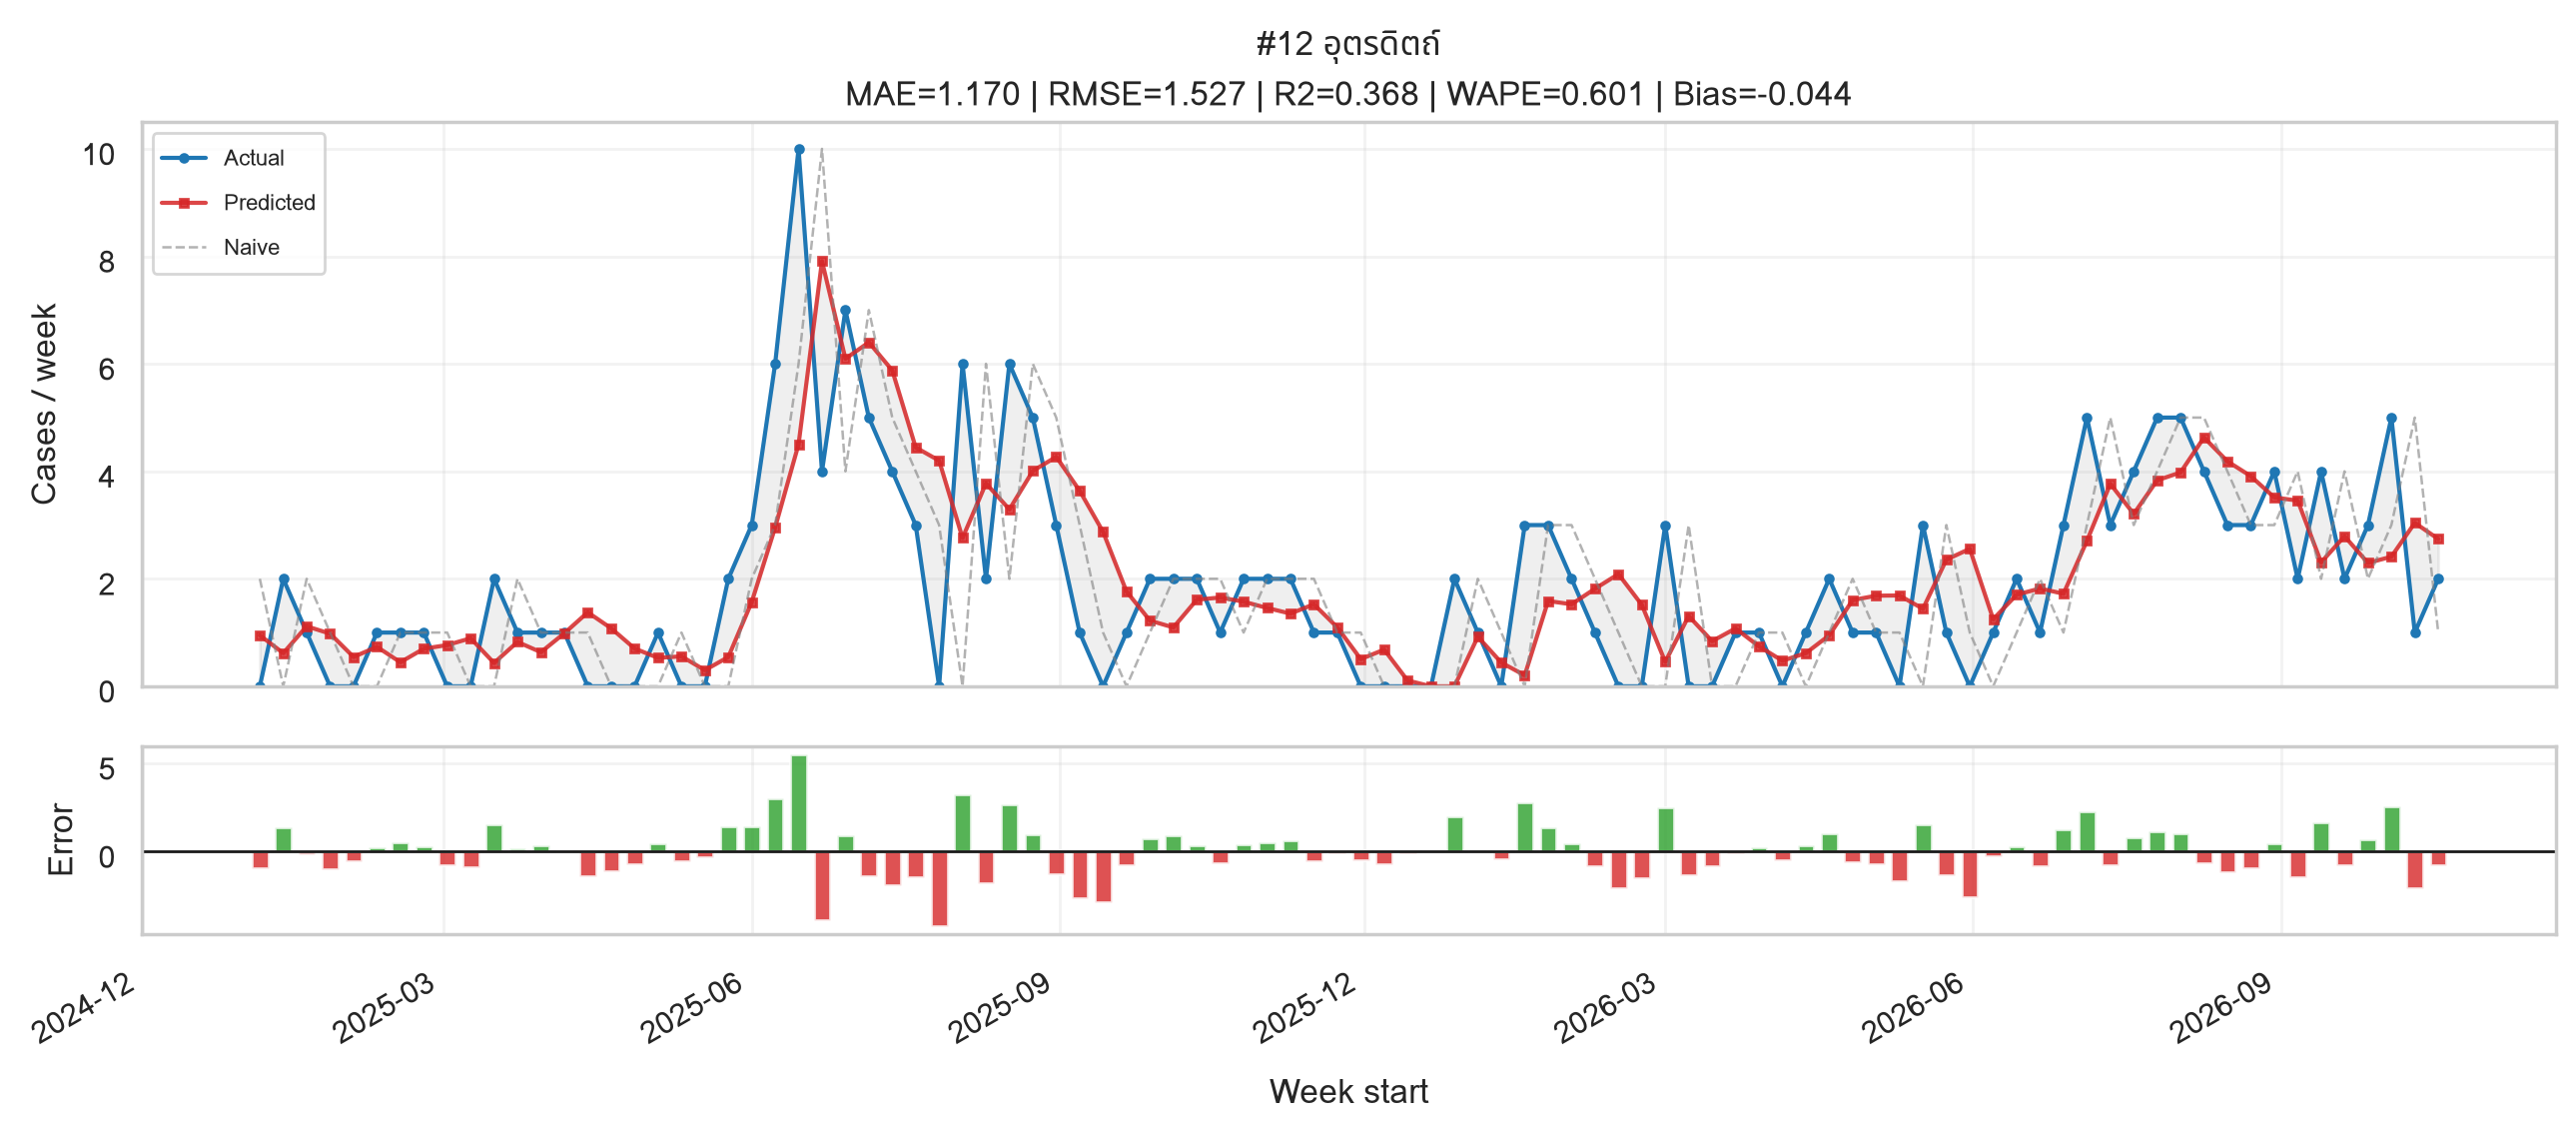 #12 อุตรดิตถ์
MAE=1.170 | RMSE=1.527 | R2=0.368 | WAPE=0.601 | Bias=-0.044
Actual
Predicted
Naive
Cases / week
10
8
6
4
2
0
Error
5
0
2024-12
2025-03
2025-06
2025-09
2025-12
2026-03
2026-06
2026-09
Week start